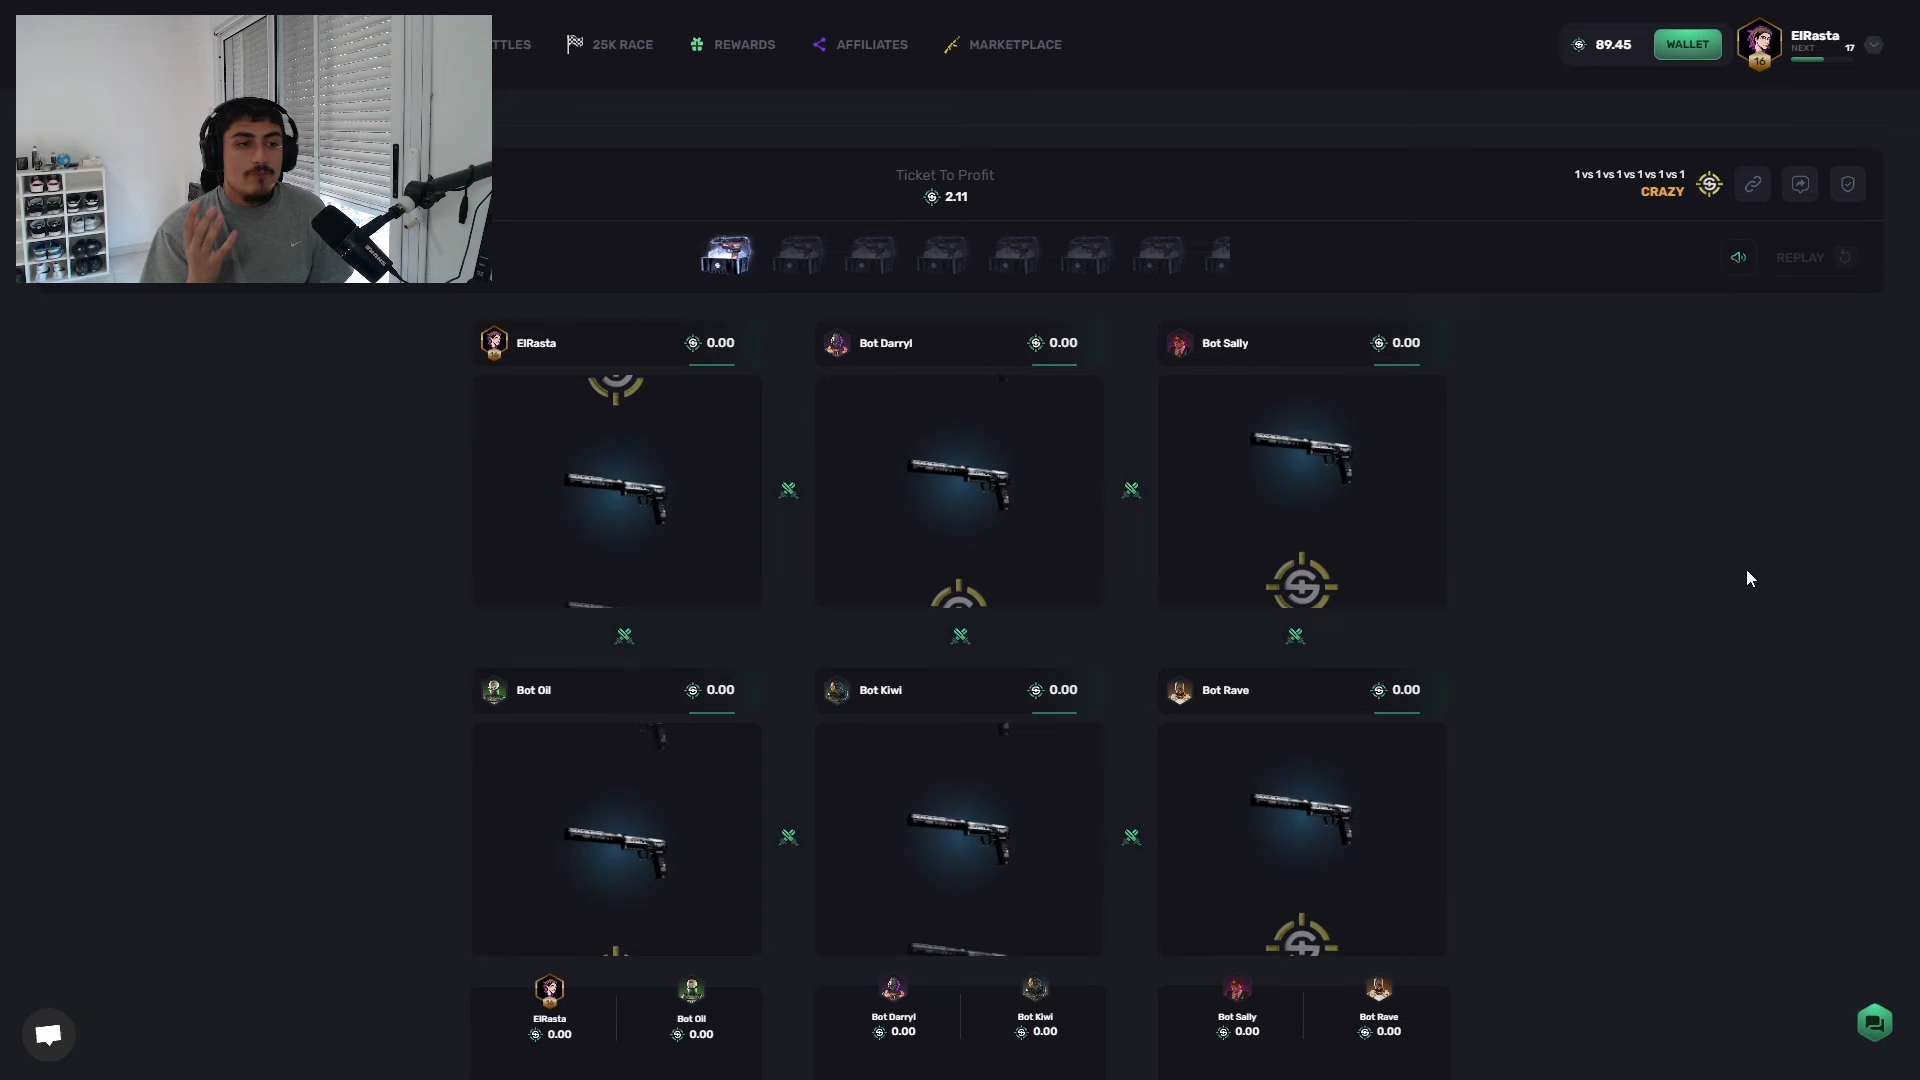 TTLES
25K RACE
REWARDS
AFFILIATES
MARKETPLACE
89.45
WALLET
16
ElRasta
NEXT
17
Ticket To Profit
2.11
1 vs 1 vs 1 vs 1 vs 1 vs 1
CRAZY
REPLAY
ElRasta
0.00
Bot Darryl
0.00
Bot Sally
0.00
Bot Oil
0.00
Bot Kiwi
0.00
Bot Rave
0.00
ElRasta
0.00
Bot Oil
0.00
Bot Darryl
0.00
Bot Kiwi
0.00
Bot Sally
0.00
Bot Rave
0.00